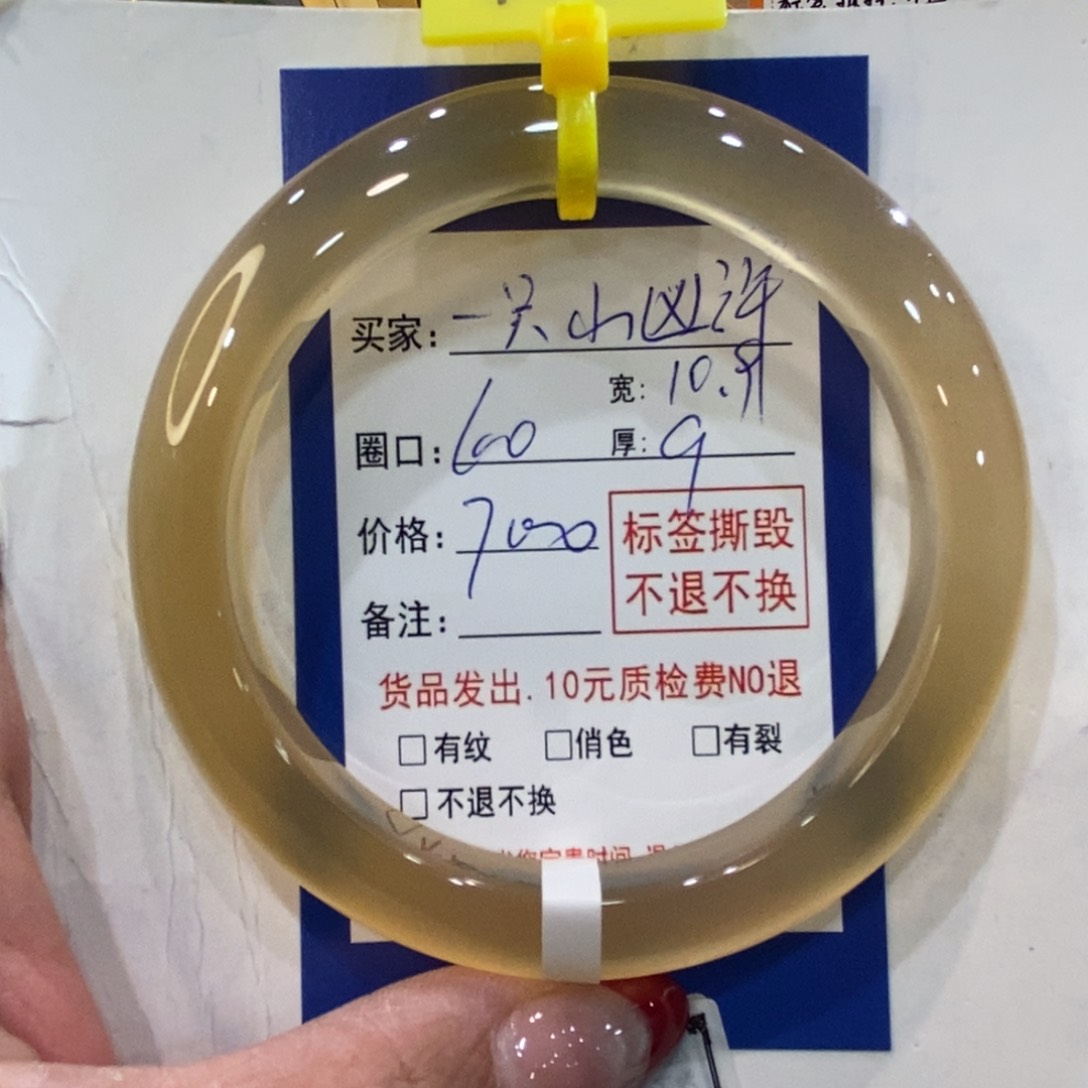 买家:
宽: 10.9
圈口: 60 厚: 9
价格: 7000
标签撕毁
不退不换
备注:
货品发出.10元质检费NO退
□有纹 □俏色 □有裂
□不退不换